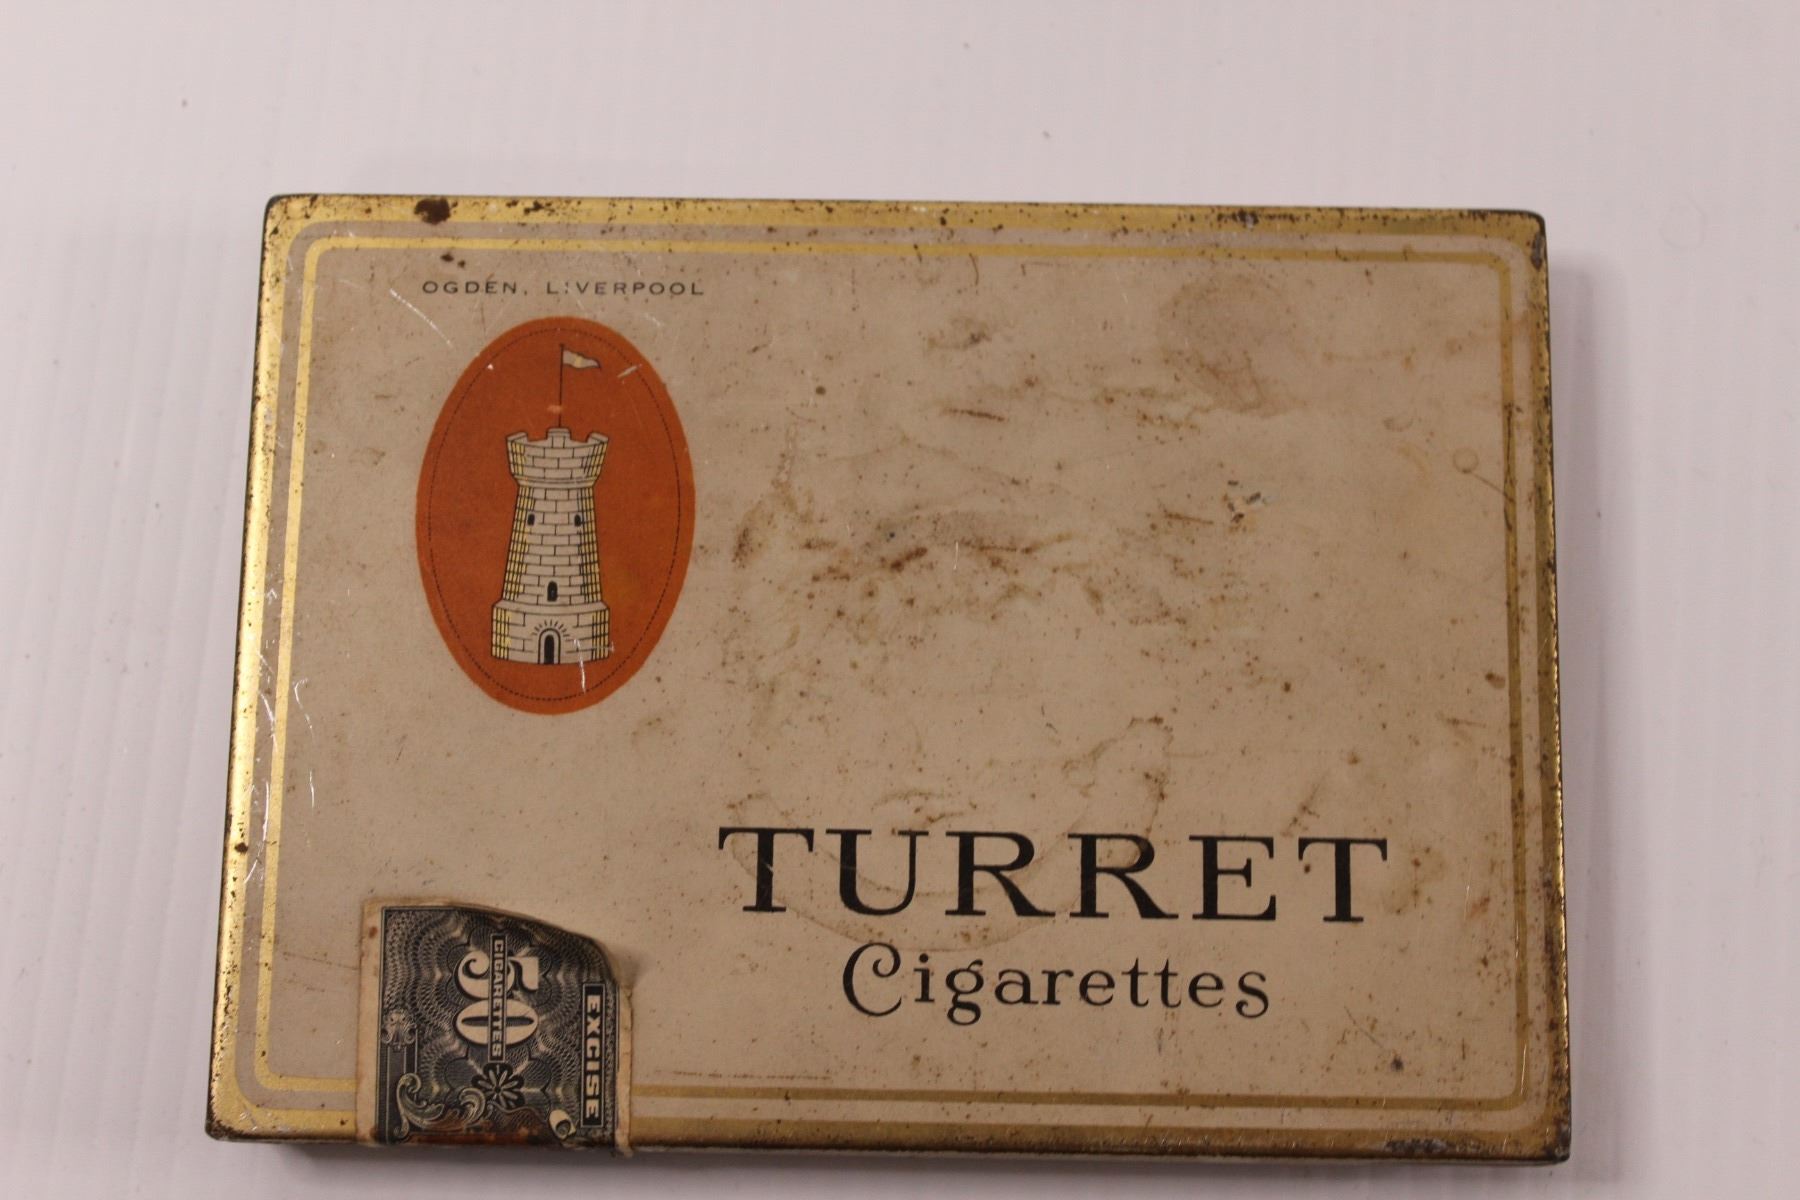 OGDEN, LIVERPOOL
TURRET
Cigarettes
EXCISE
50
CIGARETTES